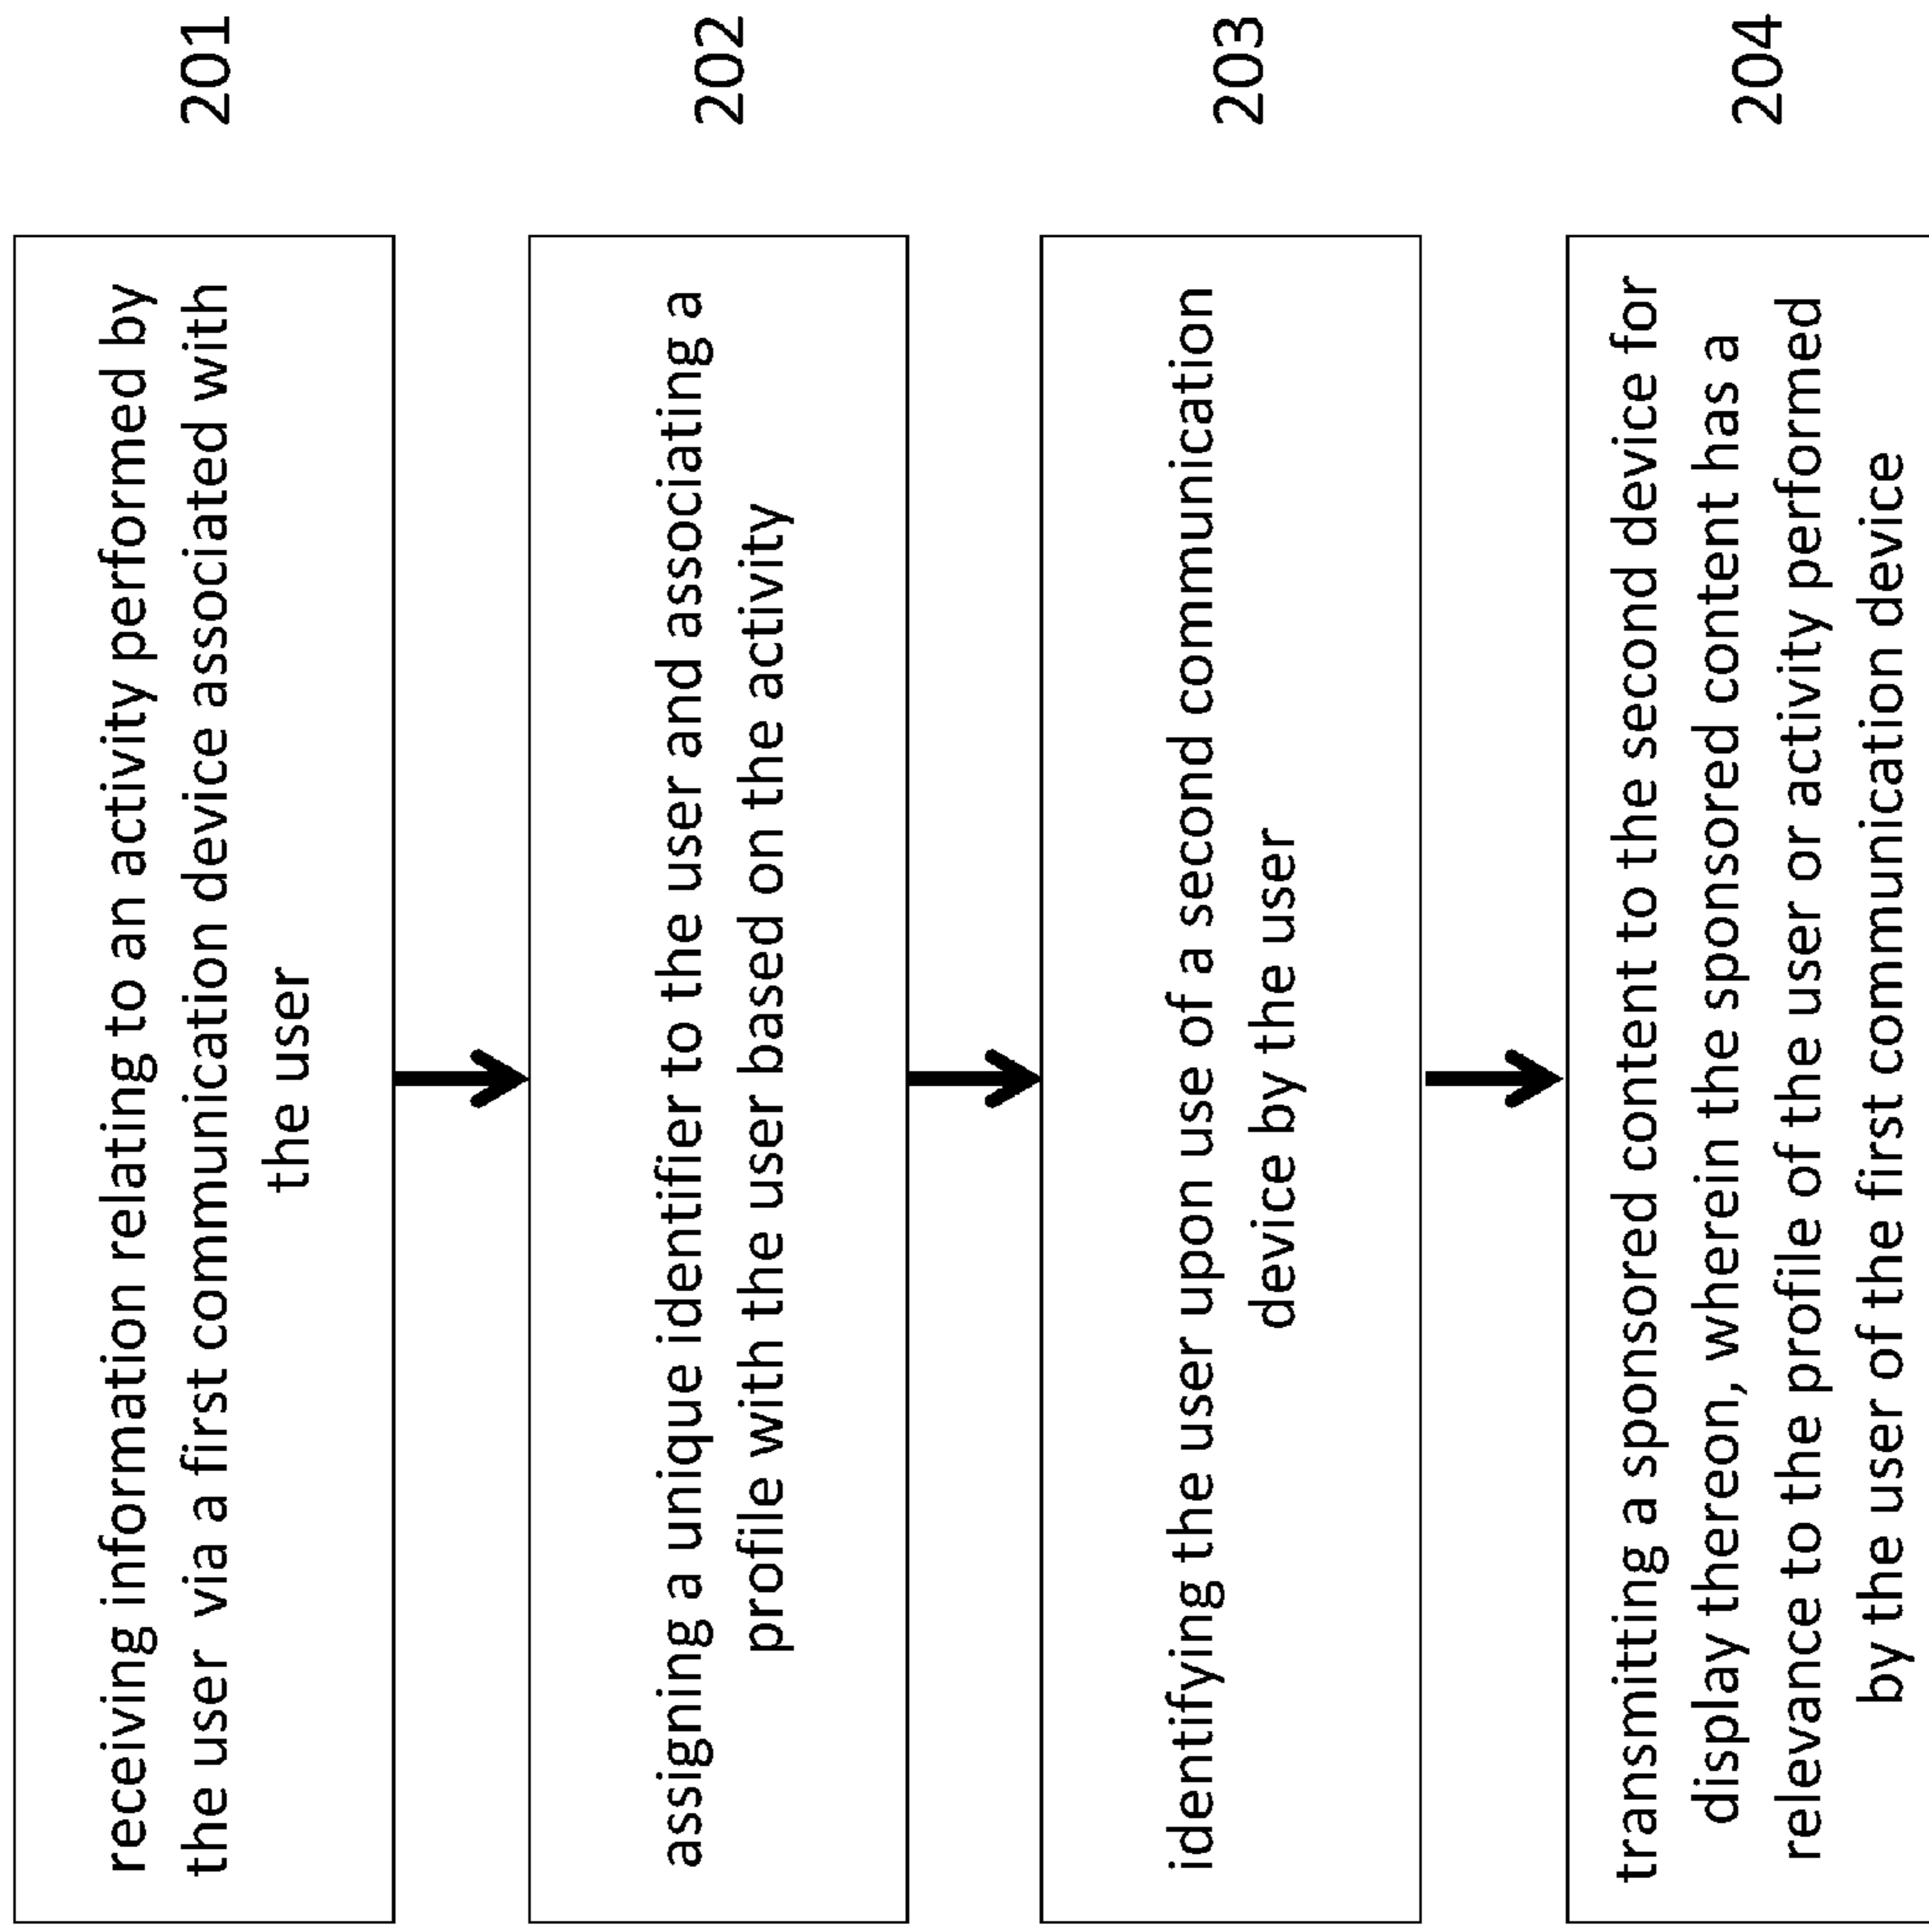 receiving information relating to an activity performed by
the user via a first communication device associated with
the user
201
assigning a unique identifier to the user and associating a
profile with the user based on the activity
202
identifying the user upon use of a second communication
device by the user
203
transmitting a sponsored content to the second device for
display thereon, wherein the sponsored content has a
relevance to the profile of the user or activity performed
by the user of the first communication device
204